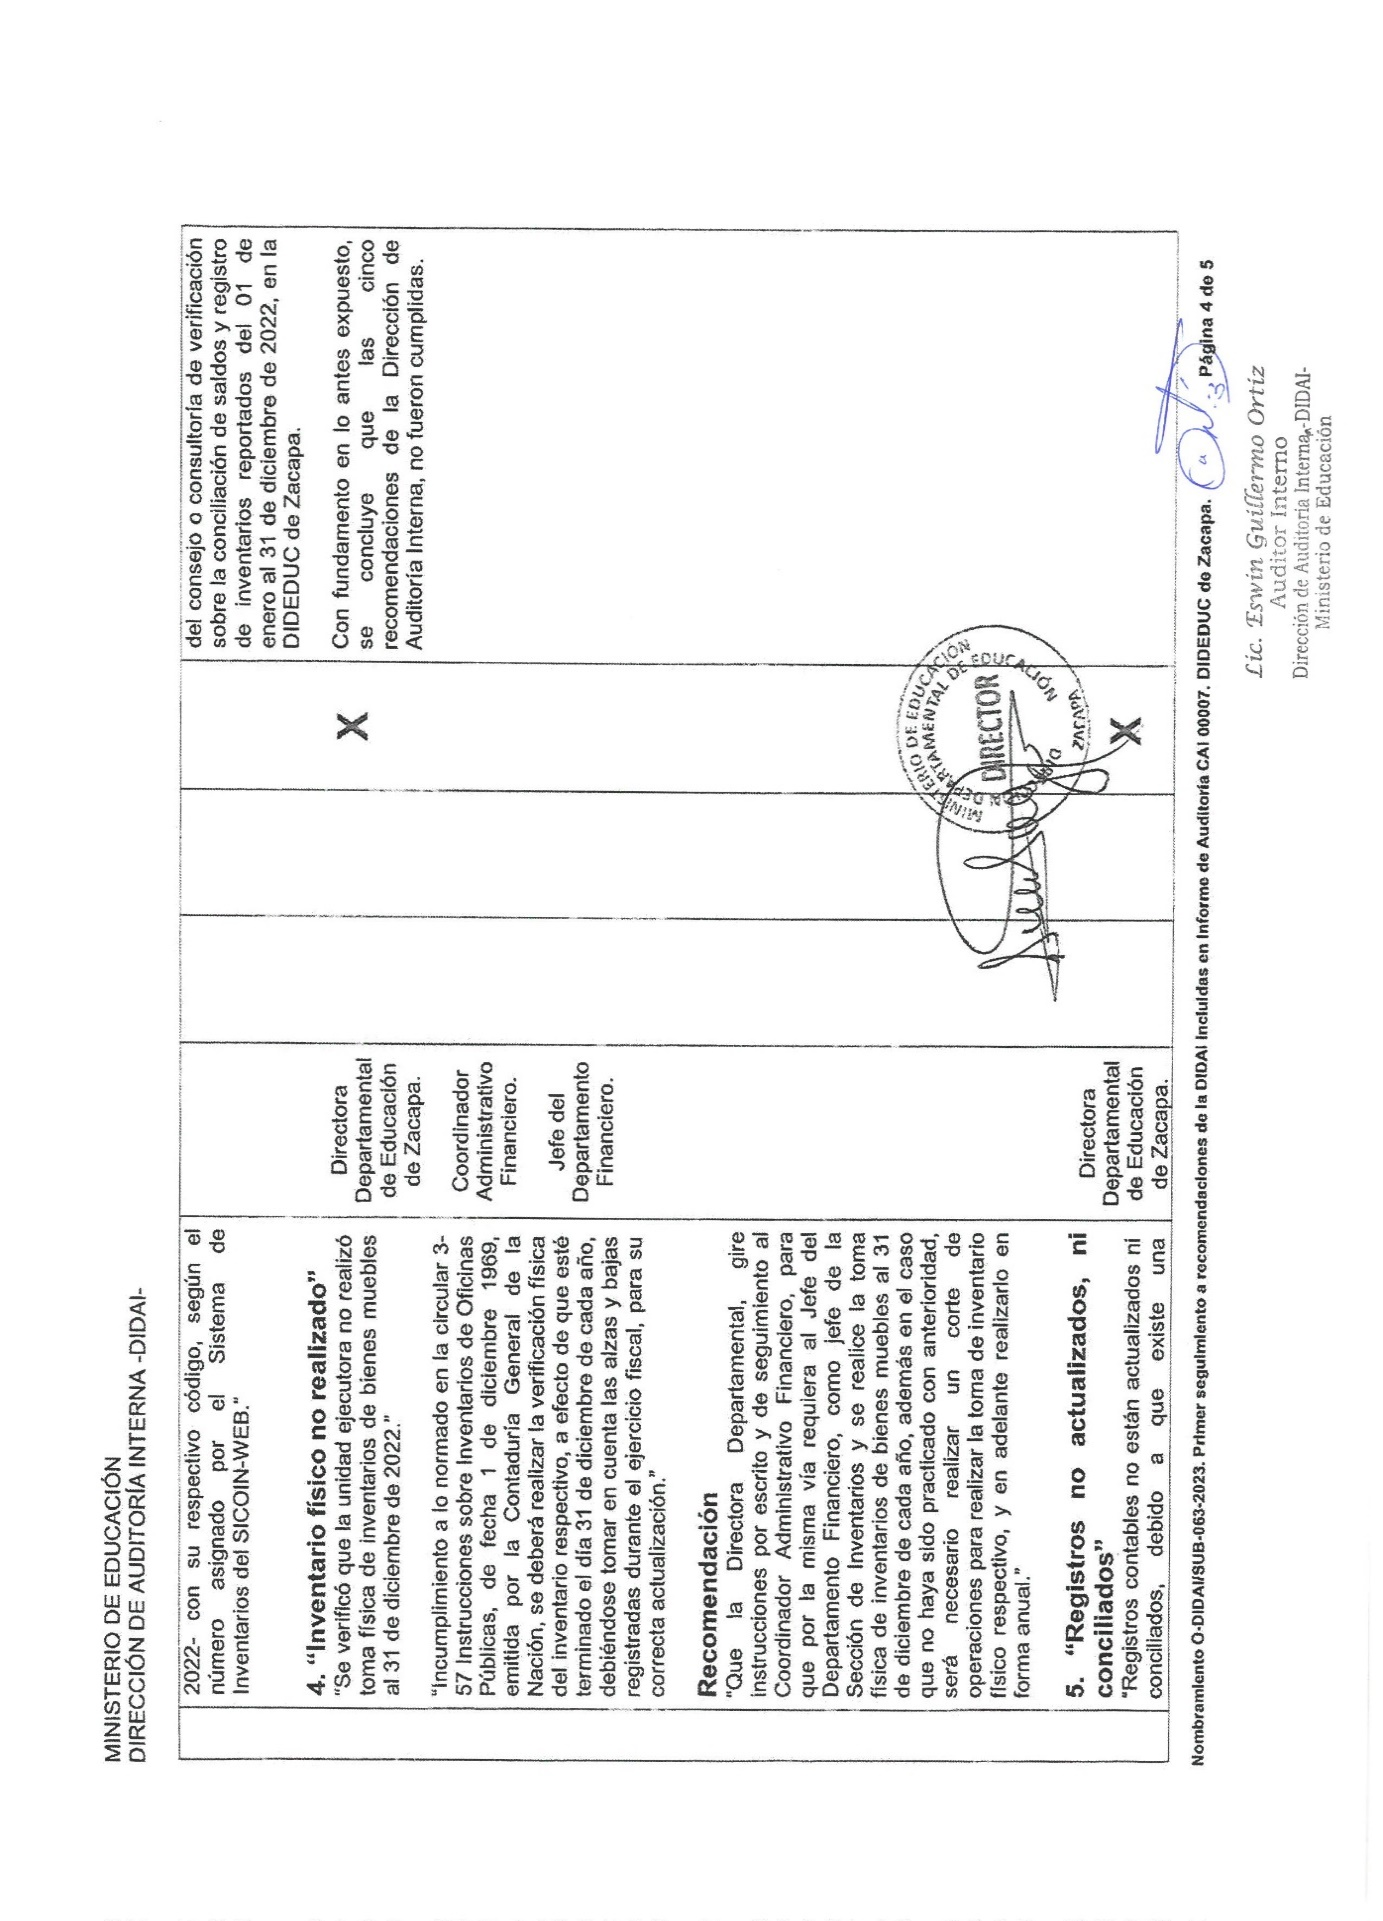 MINISTERIO DE EDUCACIÓN
DIRECCIÓN DE AUDITORÍA INTERNA -DIDAI-
2022- con su respectivo código, según el
número asignado por el Sistema de
Inventarios del SICOIN-WEB."
4. “Inventario físico no realizado”
“Se verificó que la unidad ejecutora no realizó
toma física de inventarios de bienes muebles
al 31 de diciembre de 2022.”
“Incumplimiento a lo normado en la circular 3-
57 Instrucciones sobre Inventarios de Oficinas
Públicas, de fecha 1 de diciembre 1969,
emitida por la Contaduría General de la
Nación, se deberá realizar la verificación física
del inventario respectivo, a efecto de que esté
terminado el día 31 de diciembre de cada año,
debiéndose tomar en cuenta las alzas y bajas
registradas durante el ejercicio fiscal, para su
correcta actualización.”
Recomendación
“Que la Directora Departamental, gire
instrucciones por escrito y de seguimiento al
Coordinador Administrativo Financiero, para
que por la misma vía requiera al Jefe del
Departamento Financiero, como jefe de la
Sección de Inventarios y se realice la toma
física de inventarios de bienes muebles al 31
de diciembre de cada año, además en el caso
que no haya sido practicado con anterioridad,
será necesario realizar un corte de
operaciones para realizar la toma de inventario
físico respectivo, y en adelante realizarlo en
forma anual.”
5. “Registros no actualizados, ni
conciliados”
“Registros contables no están actualizados ni
conciliados, debido a que existe una
Directora
Departamental
de Educación
de Zacapa.
Coordinador
Administrativo
Financiero.
Jefe del
Departamento
Financiero.
Directora
Departamental
de Educación
de Zacapa.
X
X
MINISTERIO DE EDUCACIÓN
DEPARTAMENTAL DE EDUCACIÓN
DIRECTOR
ZACAPA
del consejo o consultoría de verificación
sobre la conciliación de saldos y registro
de inventarios reportados del 01 de
enero al 31 de diciembre de 2022, en la
DIDEDUC de Zacapa.
Con fundamento en lo antes expuesto,
se concluye que las cinco
recomendaciones de la Dirección de
Auditoría Interna, no fueron cumplidas.
Nombramiento O-DIDAI/SUB-063-2023. Primer seguimiento a recomendaciones de la DIDAI Incluidas en Informe de Auditoría CAI 00007. DIDEDUC de Zacapa. Página 4 de 5
Lic. Eswin Guillermo Ortiz
Auditor Interno
Dirección de Auditoria Interna -DIDAI-
Ministerio de Educación